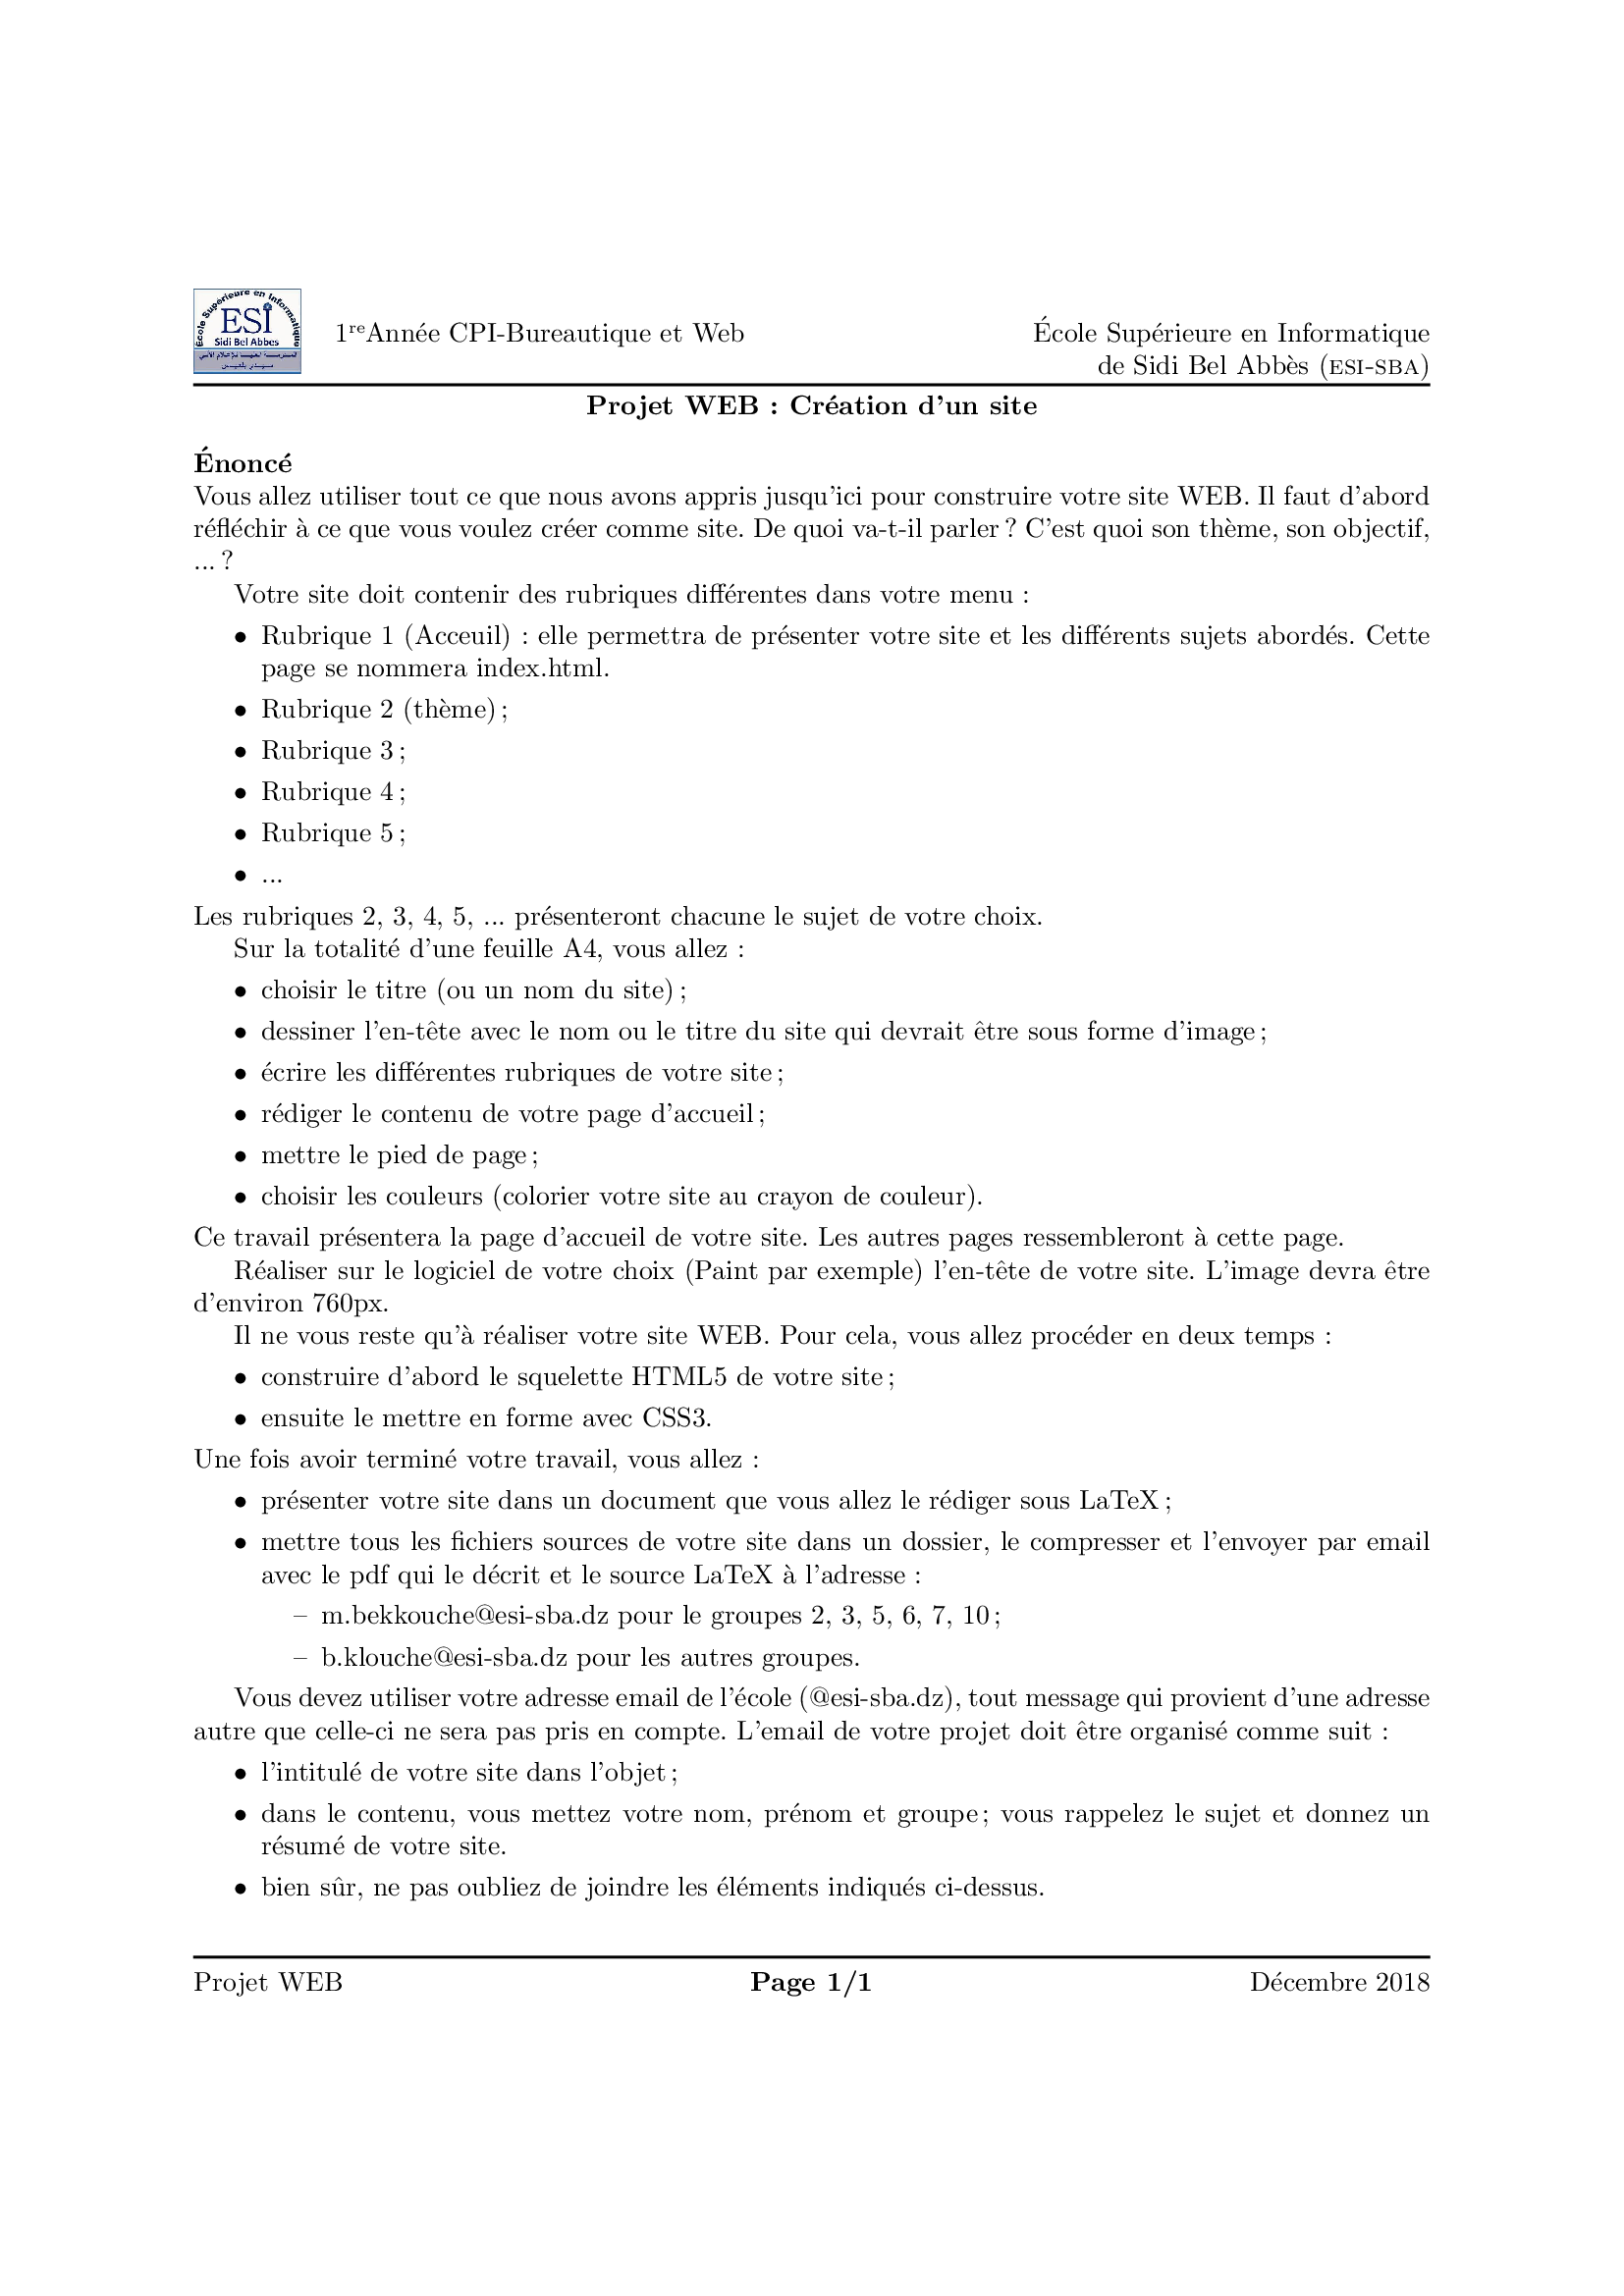 École Supérieure en Informatique
ESI
Sidi Bel Abbes
1ʳᵉAnnée CPI-Bureautique et Web
École Supérieure en Informatique
de Sidi Bel Abbès (ESI-SBA)
Projet WEB : Création d'un site
Énoncé
Vous allez utiliser tout ce que nous avons appris jusqu'ici pour construire votre site WEB. Il faut d'abord
réfléchir à ce que vous voulez créer comme site. De quoi va-t-il parler ? C'est quoi son thème, son objectif,
... ?
Votre site doit contenir des rubriques différentes dans votre menu :
• Rubrique 1 (Acceuil) : elle permettra de présenter votre site et les différents sujets abordés. Cette
page se nommera index.html.
• Rubrique 2 (thème) ;
• Rubrique 3 ;
• Rubrique 4 ;
• Rubrique 5 ;
• ...
Les rubriques 2, 3, 4, 5, ... présenteront chacune le sujet de votre choix.
Sur la totalité d'une feuille A4, vous allez :
• choisir le titre (ou un nom du site) ;
• dessiner l'en-tête avec le nom ou le titre du site qui devrait être sous forme d'image ;
• écrire les différentes rubriques de votre site ;
• rédiger le contenu de votre page d'accueil ;
• mettre le pied de page ;
• choisir les couleurs (colorier votre site au crayon de couleur).
Ce travail présentera la page d'accueil de votre site. Les autres pages ressembleront à cette page.
Réaliser sur le logiciel de votre choix (Paint par exemple) l'en-tête de votre site. L'image devra être
d'environ 760px.
Il ne vous reste qu'à réaliser votre site WEB. Pour cela, vous allez procéder en deux temps :
• construire d'abord le squelette HTML5 de votre site ;
• ensuite le mettre en forme avec CSS3.
Une fois avoir terminé votre travail, vous allez :
• présenter votre site dans un document que vous allez le rédiger sous LaTeX ;
• mettre tous les fichiers sources de votre site dans un dossier, le compresser et l'envoyer par email
avec le pdf qui le décrit et le source LaTeX à l'adresse :
– m.bekkouche@esi-sba.dz pour le groupes 2, 3, 5, 6, 7, 10 ;
– b.klouche@esi-sba.dz pour les autres groupes.
Vous devez utiliser votre adresse email de l'école (@esi-sba.dz), tout message qui provient d'une adresse
autre que celle-ci ne sera pas pris en compte. L'email de votre projet doit être organisé comme suit :
• l'intitulé de votre site dans l'objet ;
• dans le contenu, vous mettez votre nom, prénom et groupe ; vous rappelez le sujet et donnez un
résumé de votre site.
• bien sûr, ne pas oubliez de joindre les éléments indiqués ci-dessus.
Projet WEB
Page 1/1
Décembre 2018